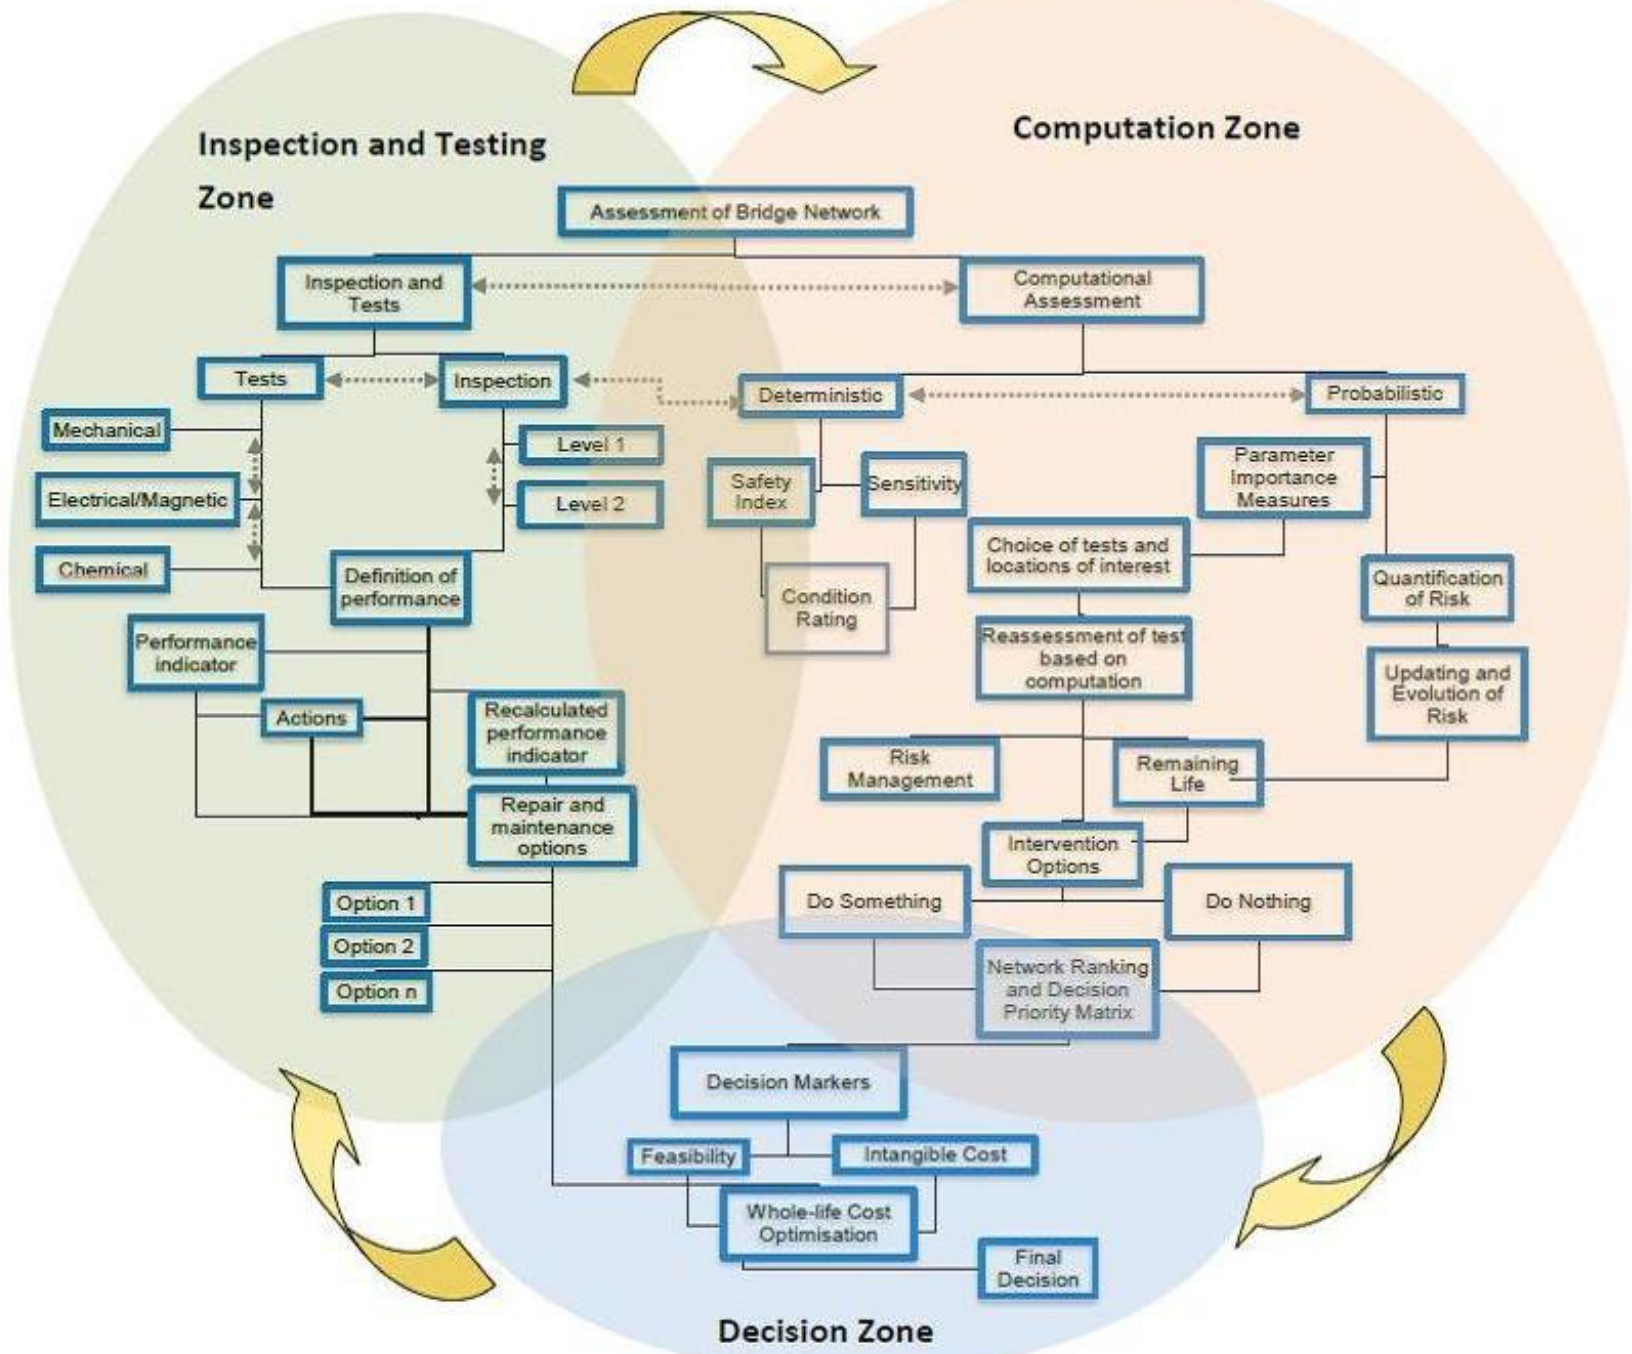 Inspection and Testing
Zone
Computation Zone
Assessment of Bridge Network
Inspection and
Tests
Computational
Assessment
Tests
Inspection
Deterministic
Probabilistic
Mechanical
Electrical/Magnetic
Chemical
Level 1
Level 2
Safety
Index
Sensitivity
Parameter
Importance
Measures
Choice of tests and
locations of interest
Definition of
performance
Condition
Rating
Quantification
of Risk
Performance
indicator
Reassessment of test
based on
computation
Updating and
Evolution of
Risk
Actions
Recalculated
performance
indicator
Risk
Management
Remaining
Life
Repair and
maintenance
options
Intervention
Options
Option 1
Option 2
Option n
Do Something
Do Nothing
Network Ranking
and Decision
Priority Matrix
Decision Markers
Feasibility
Intangible Cost
Whole-life Cost
Optimisation
Final
Decision
Decision Zone